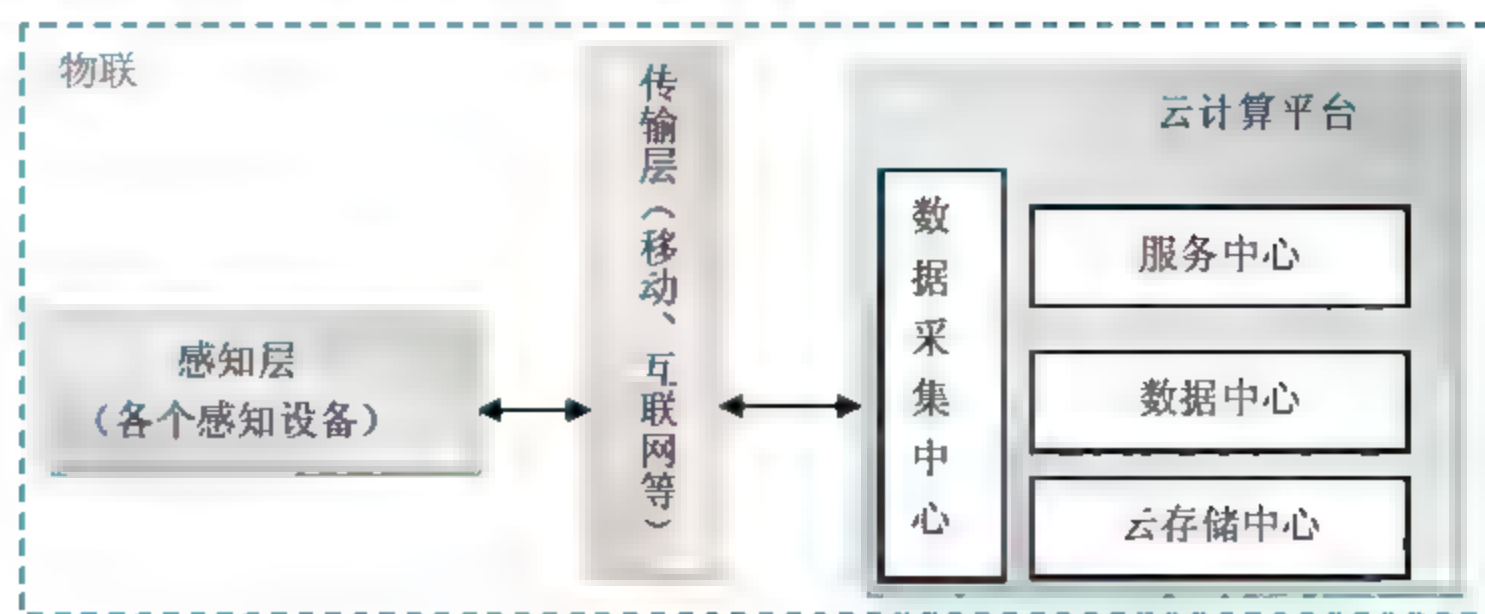 物联
传输层（移动、互联网等）
云计算平台
数据采集中心
服务中心
感知层
（各个感知设备）
数据中心
云存储中心